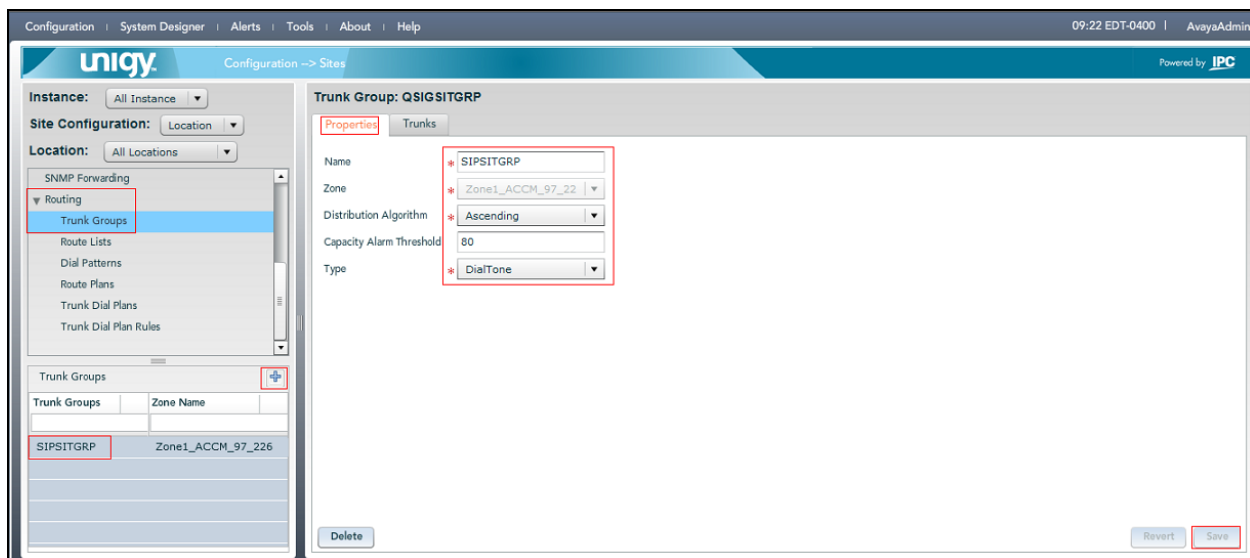 Configuration | System Designer | Alerts | Tools | About | Help
09:22 EDT-0400 | AvayaAdmin
unigy.
Configuration --> Sites
Powered by IPC
Instance: All Instance
Site Configuration: Location
Location: All Locations
SNMP Forwarding
Routing
Trunk Groups
Route Lists
Dial Patterns
Route Plans
Trunk Dial Plans
Trunk Dial Plan Rules
Trunk Groups
Trunk Groups Zone Name
SIPSITGRP Zone1_ACCM_97_226
Trunk Group: QSIGSITGRP
Properties Trunks
Name * SIPSITGRP
Zone * Zone1_ACCM_97_22
Distribution Algorithm * Ascending
Capacity Alarm Threshold 80
Type * DialTone
Delete Revert Save